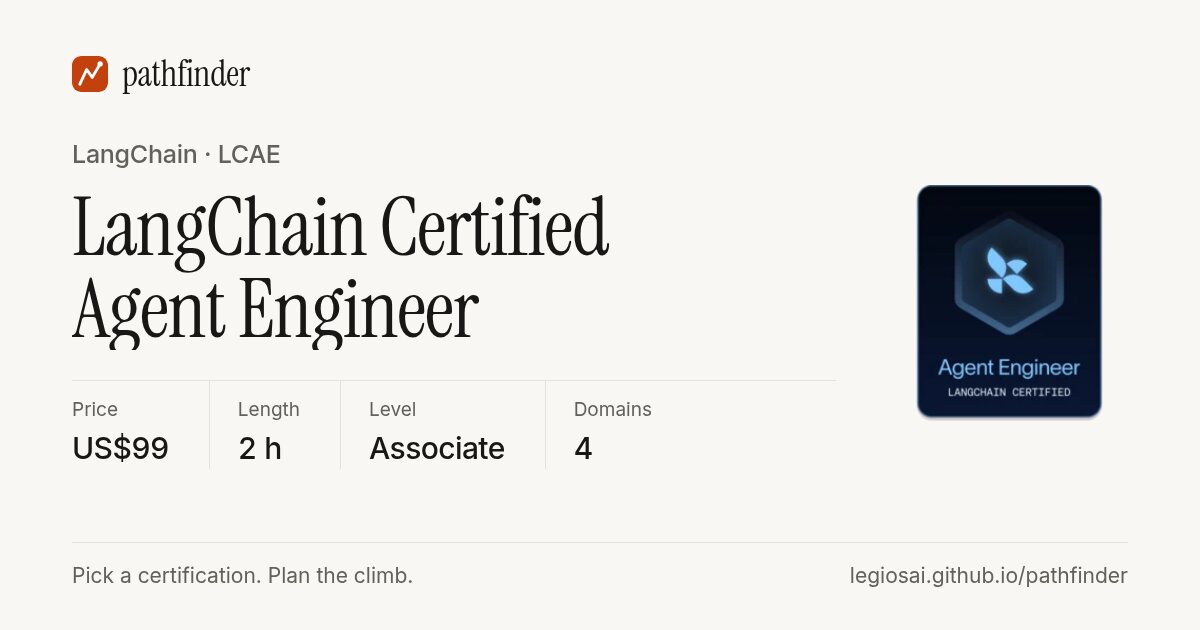 pathfinder
LangChain · LCAE
LangChain Certified
Agent Engineer
Agent Engineer
LANGCHAIN CERTIFIED
Price
Length
Level
Domains
US$99
2 h
Associate
4
Pick a certification. Plan the climb.
legiosai.github.io/pathfinder